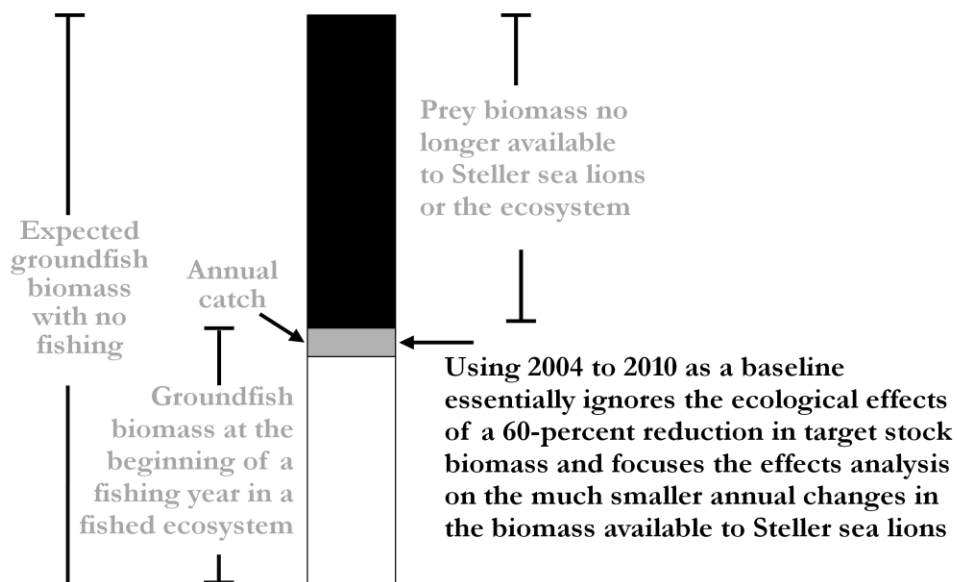 Prey biomass no
longer available
to Steller sea lions
or the ecosystem
Expected
groundfish
biomass
with no
fishing
Annual
catch
Groundfish
biomass at the
beginning of a
fishing year in a
fished ecosystem
Using 2004 to 2010 as a baseline
essentially ignores the ecological effects
of a 60-percent reduction in target stock
biomass and focuses the effects analysis
on the much smaller annual changes in
the biomass available to Steller sea lions